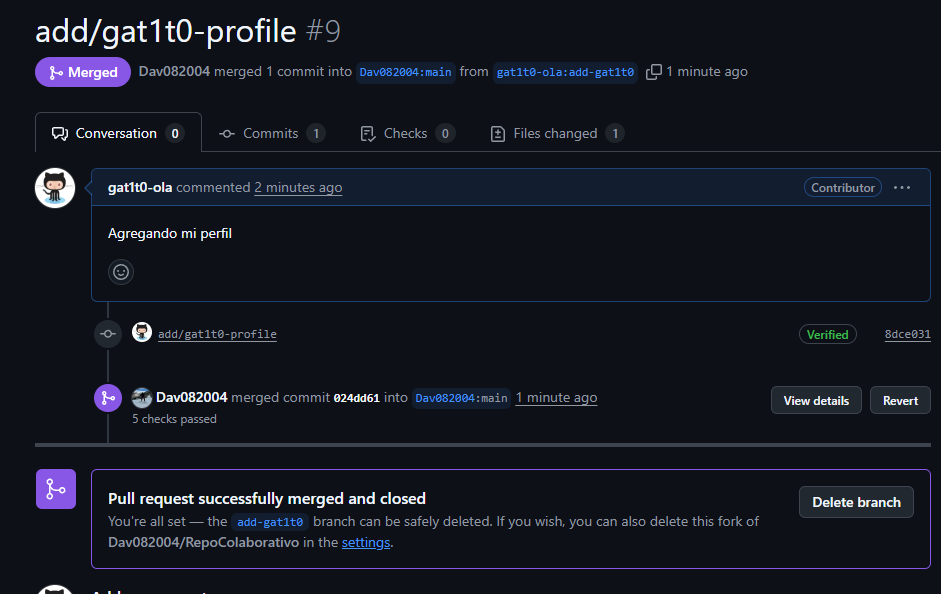 add/gat1t0-profile #9
Merged Dav082004 merged 1 commit into Dav082004:main from gat1t0-ola:add-gat1t0 1 minute ago
Conversation 0 Commits 1 Checks 0 Files changed 1
gat1t0-ola commented 2 minutes ago Contributor ...
Agregando mi perfil
add/gat1t0-profile Verified 8dce031
Dav082004 merged commit 024dd61 into Dav082004:main 1 minute ago View details Revert
5 checks passed
Pull request successfully merged and closed
You're all set — the add-gat1t0 branch can be safely deleted. If you wish, you can also delete this fork of
Dav082004/RepoColaborativo in the settings.
Delete branch